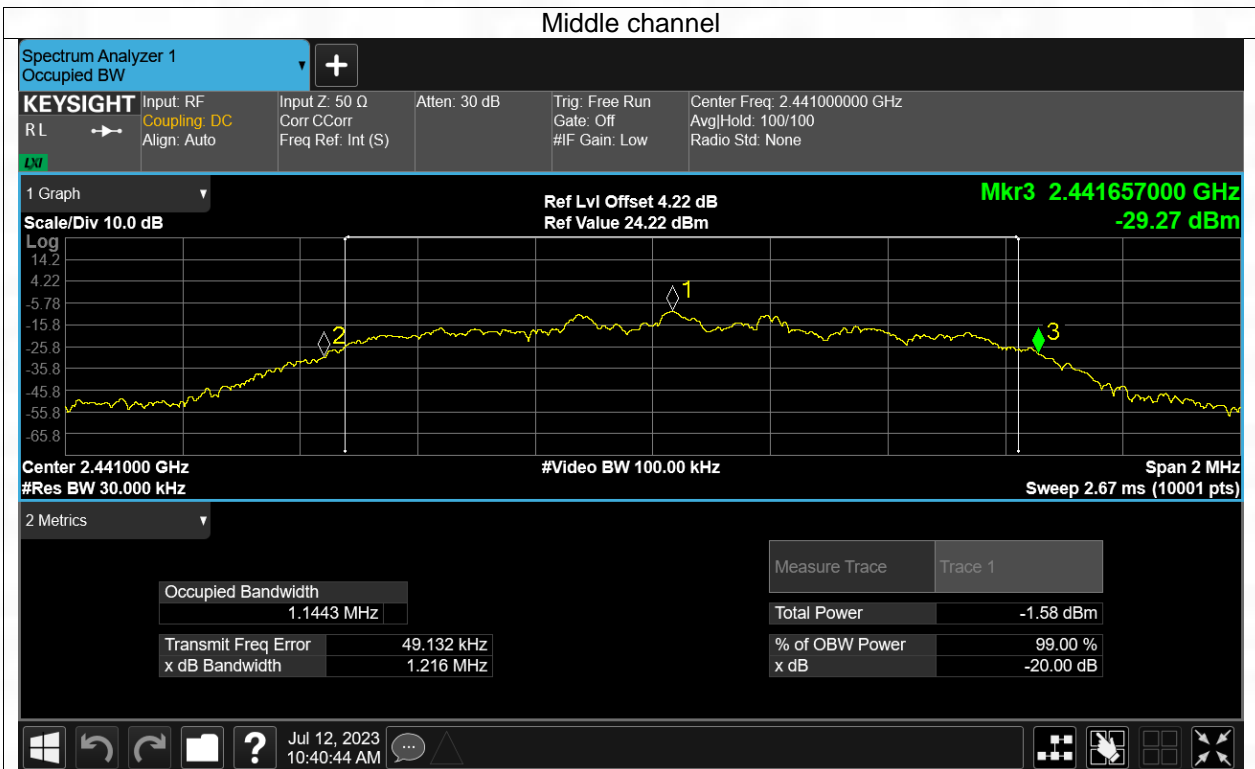 Middle channel
Spectrum Analyzer 1
Occupied BW
+
KEYSIGHT Input: RF Input Z: 50 Ω Atten: 30 dB Trig: Free Run Center Freq: 2.441000000 GHz
RL Coupling: DC Corr CCorr Gate: Off Avg|Hold: 100/100
Align: Auto Freq Ref: Int (S) #IF Gain: Low Radio Std: None
LXI
1 Graph Ref Lvl Offset 4.22 dB Mkr3 2.441657000 GHz
Scale/Div 10.0 dB Ref Value 24.22 dBm -29.27 dBm
Log
14.2
4.22
1
-5.78
-15.8
2 3
-25.8
-35.8
-45.8
-55.8
-65.8
Center 2.441000 GHz #Video BW 100.00 kHz Span 2 MHz
#Res BW 30.000 kHz Sweep 2.67 ms (10001 pts)
2 Metrics
Measure Trace Trace 1
Occupied Bandwidth
1.1443 MHz Total Power -1.58 dBm
Transmit Freq Error 49.132 kHz % of OBW Power 99.00 %
x dB Bandwidth 1.216 MHz x dB -20.00 dB
? Jul 12, 2023
10:40:44 AM